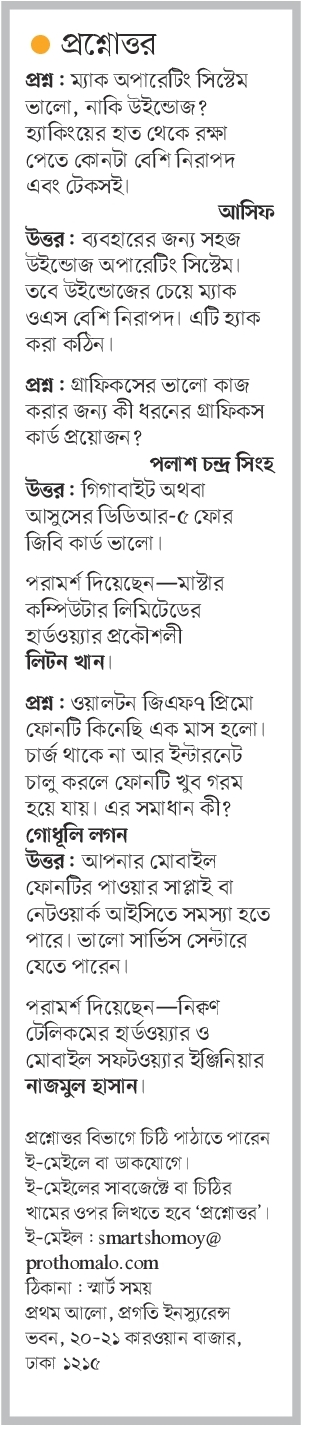 প্রশ্নোত্তর
প্রশ্ন : ম্যাক অপারেটিং সিস্টেম
ভালো, নাকি উইন্ডোজ?
হ্যাকিংয়ের হাত থেকে রক্ষা
পেতে কোনটা বেশি নিরাপদ
এবং টেকসই।
আসিফ
উত্তর : ব্যবহারের জন্য সহজ
উইন্ডোজ অপারেটিং সিস্টেম।
তবে উইন্ডোজের চেয়ে ম্যাক
ওএস বেশি নিরাপদ। এটি হ্যাক
করা কঠিন।
প্রশ্ন : গ্রাফিকসের ভালো কাজ
করার জন্য কী ধরনের গ্রাফিকস
কার্ড প্রয়োজন?
পলাশ চন্দ্র সিংহ
উত্তর : গিগাবাইট অথবা
আসুসের ডিডিআর-৫ ফোর
জিবি কার্ড ভালো।
পরামর্শ দিয়েছেন—মাস্টার
কম্পিউটার লিমিটেডের
হার্ডওয়্যার প্রকৌশলী
লিটন খান।
প্রশ্ন : ওয়ালটন জিএফ৭ প্রিমো
ফোনটি কিনেছি এক মাস হলো।
চার্জ থাকে না আর ইন্টারনেট
চালু করলে ফোনটি খুব গরম
হয়ে যায়। এর সমাধান কী?
গোধূলি লগন
উত্তর : আপনার মোবাইল
ফোনটির পাওয়ার সাপ্লাই বা
নেটওয়ার্ক আইসিতে সমস্যা হতে
পারে। ভালো সার্ভিস সেন্টারে
যেতে পারেন।
পরামর্শ দিয়েছেন—নিক্বণ
টেলিকমের হার্ডওয়্যার ও
মোবাইল সফটওয়্যার ইঞ্জিনিয়ার
নাজমুল হাসান।
প্রশ্নোত্তর বিভাগে চিঠি পাঠাতে পারেন
ই-মেইলে বা ডাকযোগে।
ই-মেইলের সাবজেক্টে বা চিঠির
খামের ওপর লিখতে হবে ‘প্রশ্নোত্তর’।
ই-মেইল : smartshomoy@
prothomalo.com
ঠিকানা : স্মার্ট সময়
প্রথম আলো, প্রগতি ইনস্যুরেন্স
ভবন, ২০-২১ কারওয়ান বাজার,
ঢাকা ১২১৫